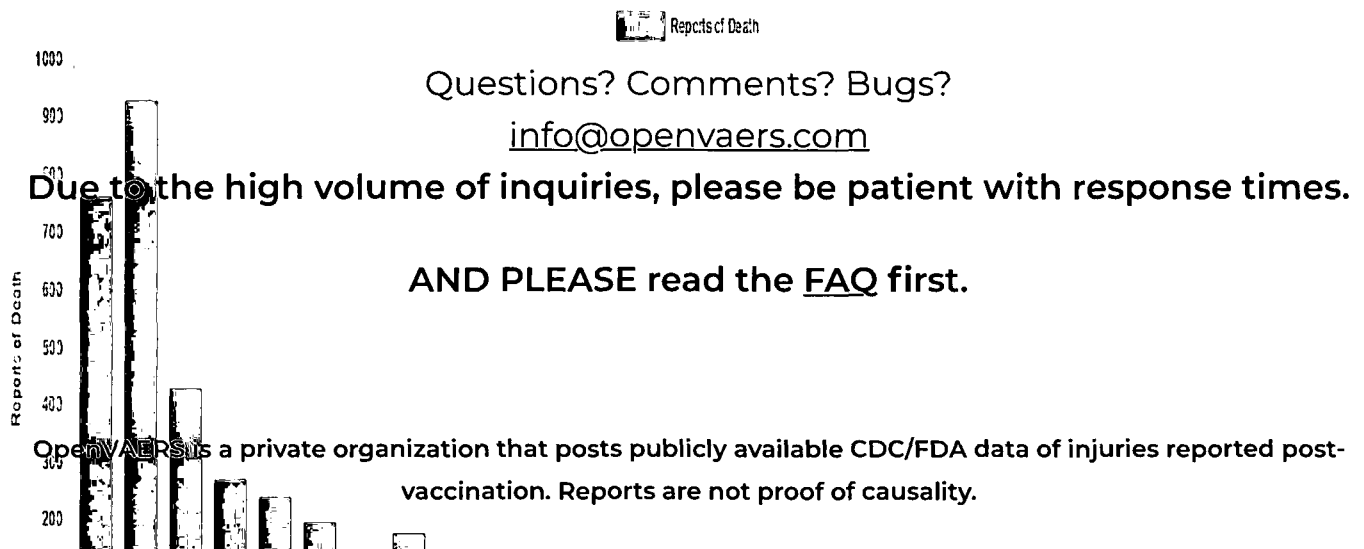 Reports of Death
1000
Questions? Comments? Bugs?
900
info@openvaers.com
800
Due to the high volume of inquiries, please be patient with response times.
700
AND PLEASE read the FAQ first.
600
Reports of Death
500
400
OpenVAERS is a private organization that posts publicly available CDC/FDA data of injuries reported post-
300
vaccination. Reports are not proof of causality.
200